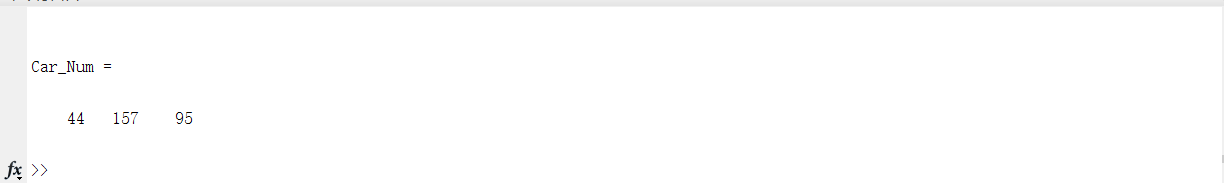 Car_Num =
44 157 95
fx >>